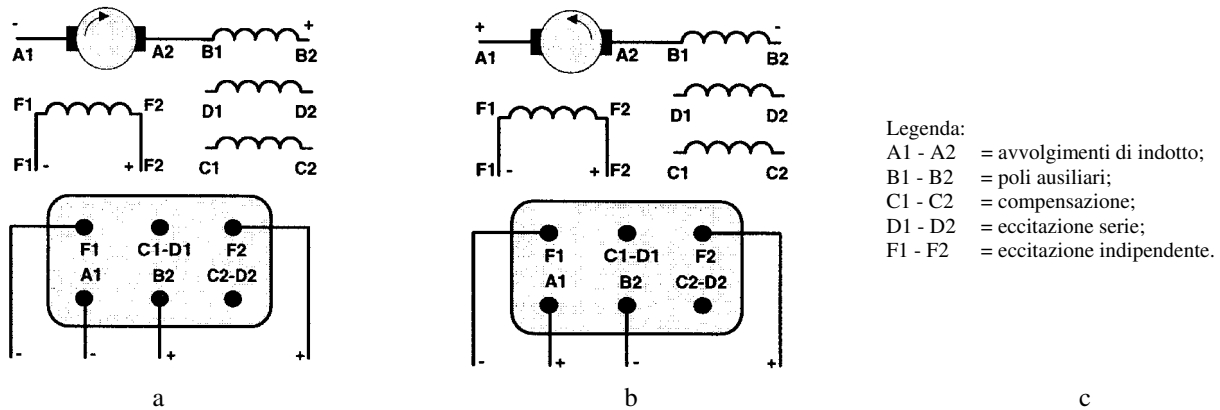 - +
A1 A2 B1 B2
F1 F2 D1 D2
F1 - + F2 C1 C2
F1 C1-D1 F2
A1 B2 C2-D2
- - + +
a
+ -
A1 A2 B1 B2
F1 F2 D1 D2
F1 - + F2 C1 C2
F1 C1-D1 F2
A1 B2 C2-D2
- + - +
b
Legenda:
A1 - A2 = avvolgimenti di indotto;
B1 - B2 = poli ausiliari;
C1 - C2 = compensazione;
D1 - D2 = eccitazione serie;
F1 - F2 = eccitazione indipendente.
c